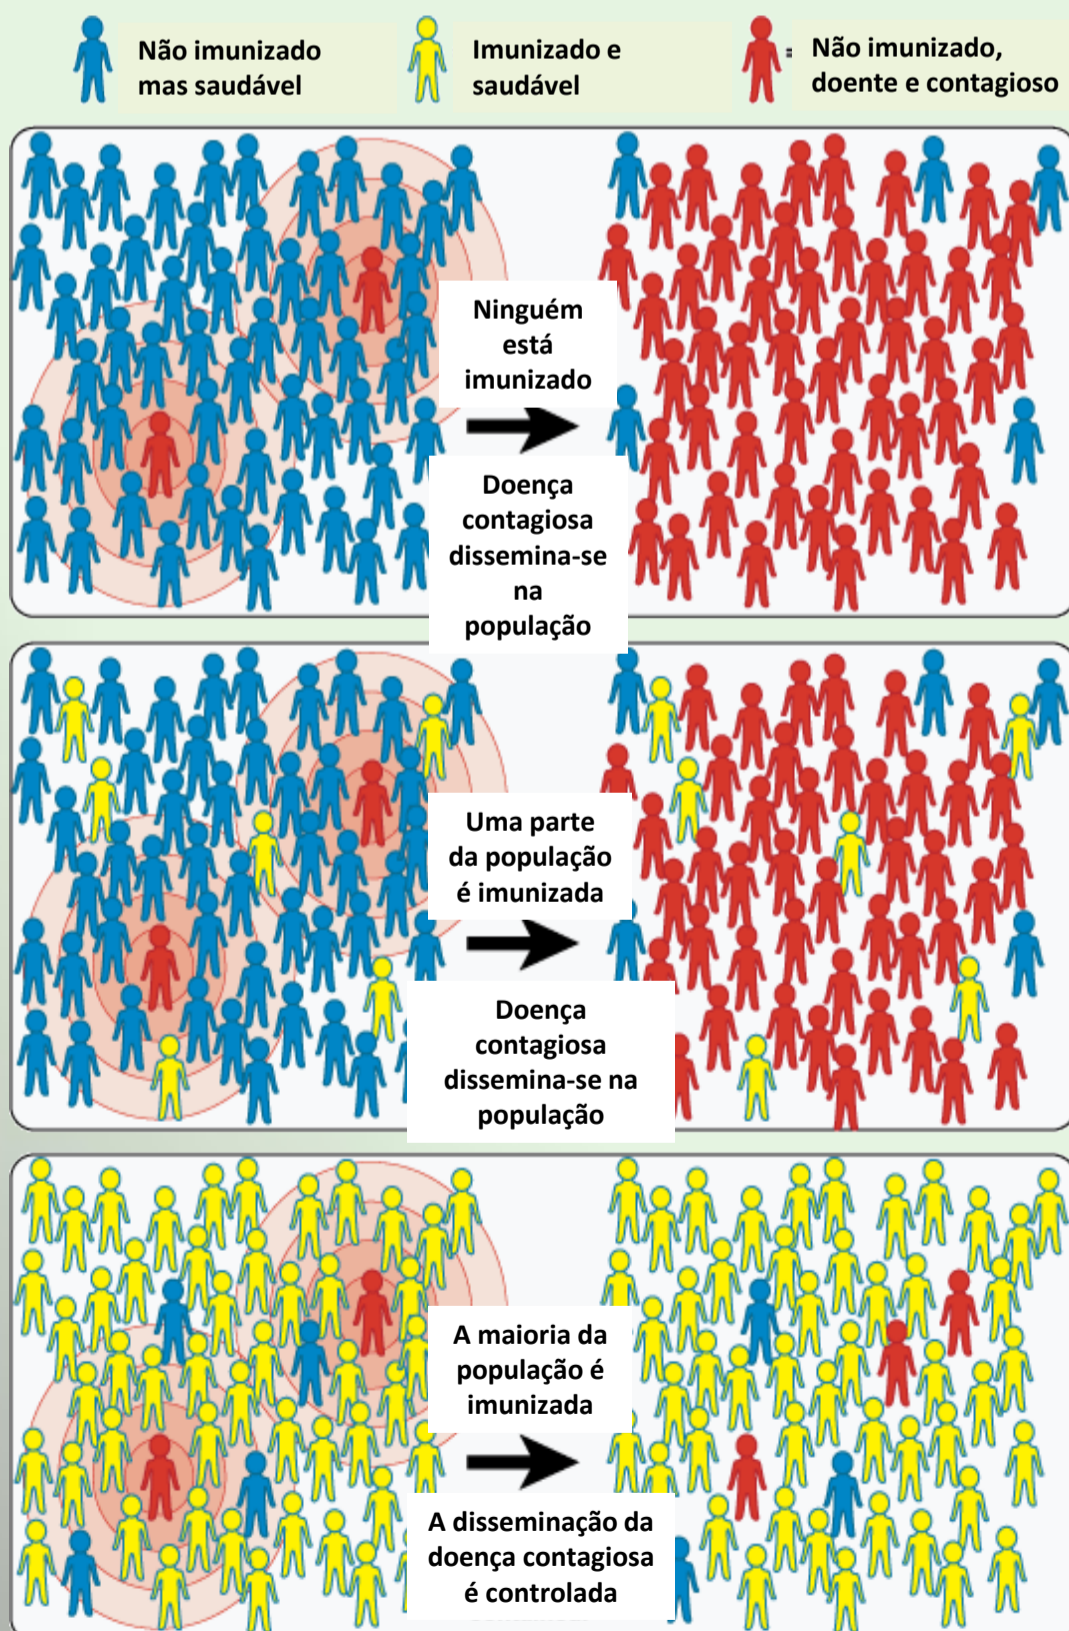 Não imunizado
mas saudável
Imunizado e
saudável
=
Não imunizado,
doente e contagioso
Ninguém
está
imunizado
Doença
contagiosa
dissemina-se
na
população
Uma parte
da população
é imunizada
Doença
contagiosa
dissemina-se na
população
A maioria da
população é
imunizada
A disseminação da
doença contagiosa
é controlada